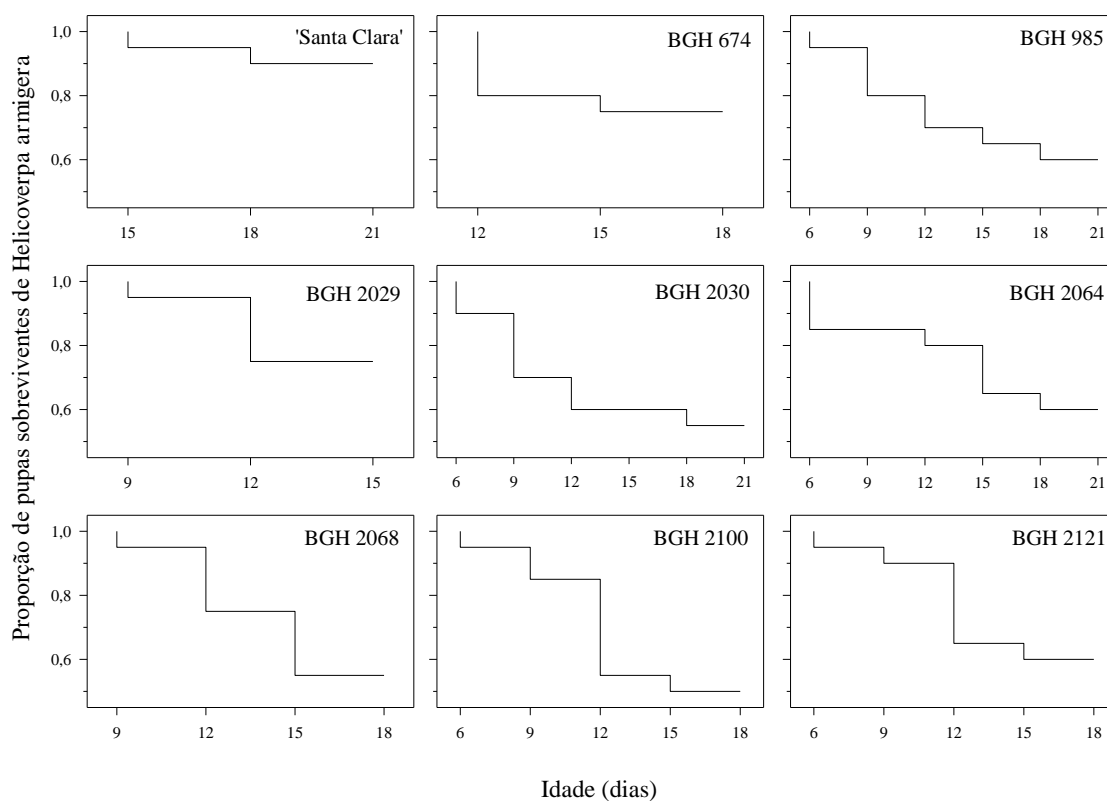 Proporção de pupas sobreviventes de Helicoverpa armigera
1,0
0,8
0,6
'Santa Clara'
15 18 21
BGH 674
12 15 18
BGH 985
6 9 12 15 18 21
1,0
0,8
0,6
BGH 2029
9 12 15
BGH 2030
6 9 12 15 18 21
BGH 2064
6 9 12 15 18 21
1,0
0,8
0,6
BGH 2068
9 12 15 18
BGH 2100
6 9 12 15 18
BGH 2121
6 9 12 15 18
Idade (dias)